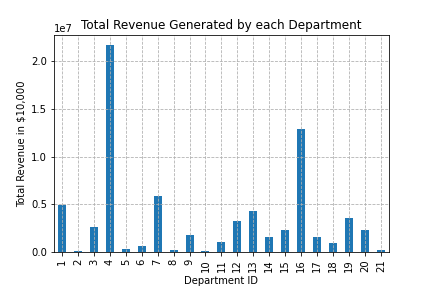 Total Revenue Generated by each Department
1e7
Total Revenue in $10,000
2.0
1.5
1.0
0.5
0.0
1 2 3 4 5 6 7 8 9 10 11 12 13 14 15 16 17 18 19 20 21
Department ID